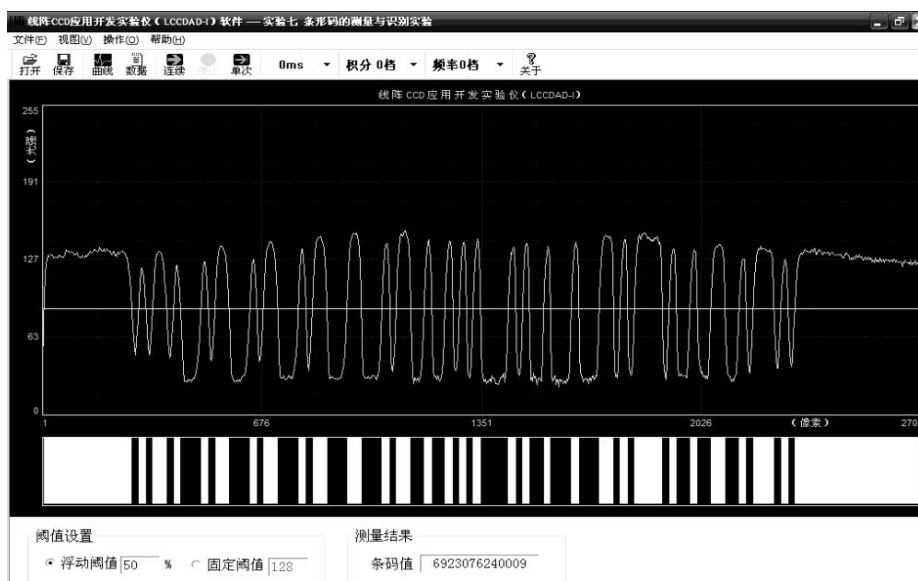 线阵CCD应用开发实验仪(LCCDAD-I)软件 — 实验七 条形码的测量与识别实验
文件(F) 视图(V) 操作(O) 帮助(H)
打开 保存 曲线 数据 连续 停止 单次 0ms 积分 0档 频率0档 关于
线阵CCD应用开发实验仪(LCCDAD-I)
255
191
127
63
0
1 676 1351 2026 (像素) 270
阈值设置 测量结果
浮动阈值 50 % 固定阈值 128 条码值 6923076240009